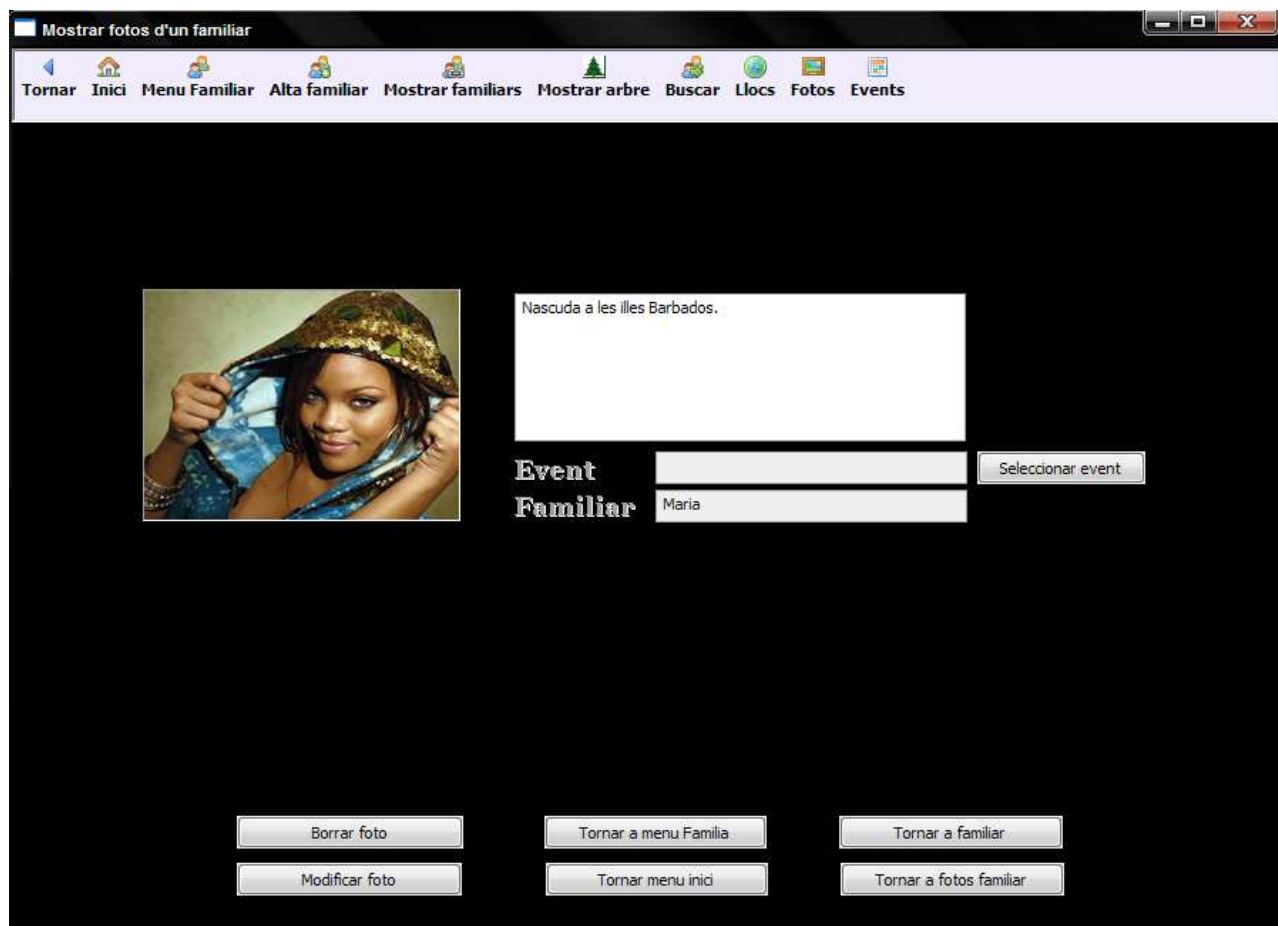 Mostrar fotos d'un familiar
Tornar Inici Menu Familiar Alta familiar Mostrar familiars Mostrar arbre Buscar Llocs Fotos Events
Nascuda a les illes Barbados.
Event Seleccionar event
Familiar Maria
Borrar foto Tornar a menu Familia Tornar a familiar
Modificar foto Tornar menu inici Tornar a fotos familiar